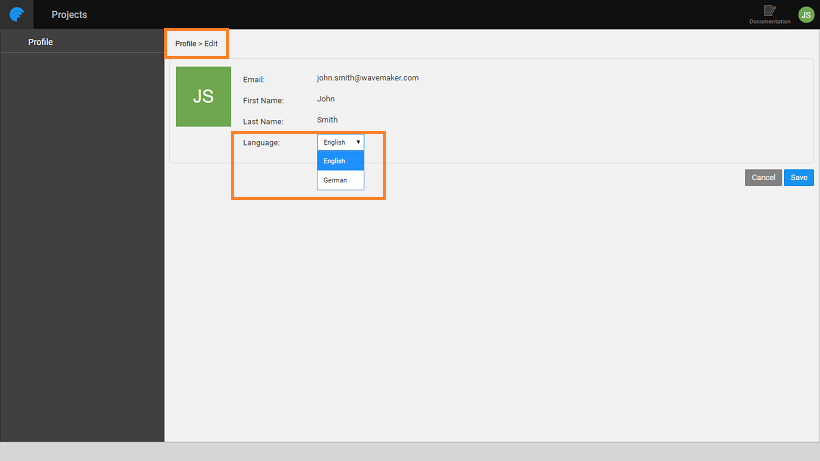 Projects
Documentation
JS
Profile
Profile > Edit
JS
Email: john.smith@wavemaker.com
First Name: John
Last Name: Smith
Language: English
English
German
Cancel Save